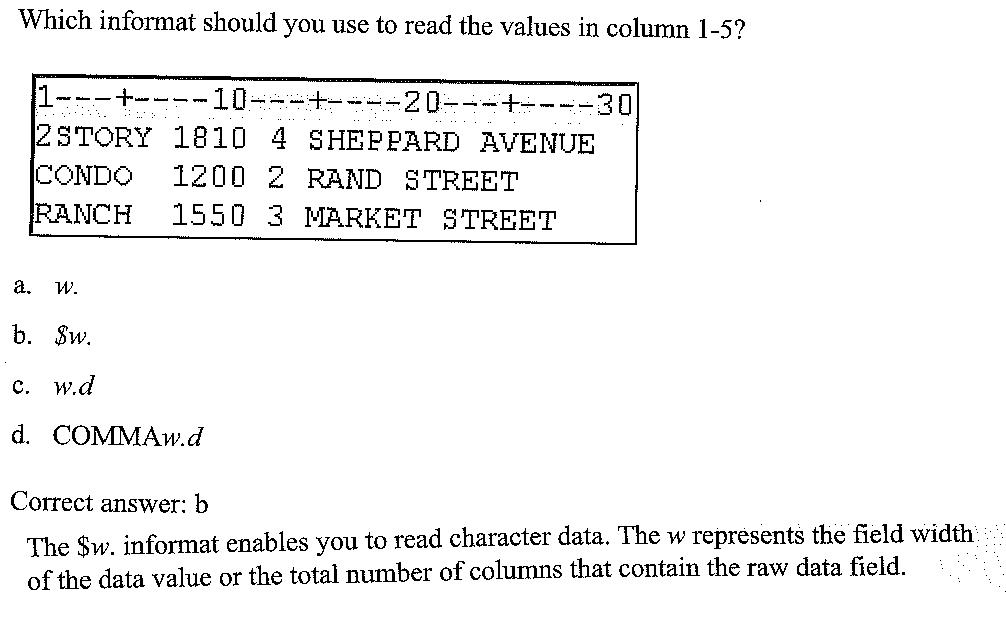 Which informat should you use to read the values in column 1-5?
1---+----10---+----20---+----30
2STORY 1810 4 SHEPPARD AVENUE
CONDO  1200 2 RAND STREET
RANCH  1550 3 MARKET STREET
a. w.
b. $w.
c. w.d
d. COMMAw.d
Correct answer: b
The $w. informat enables you to read character data. The w represents the field width
of the data value or the total number of columns that contain the raw data field.